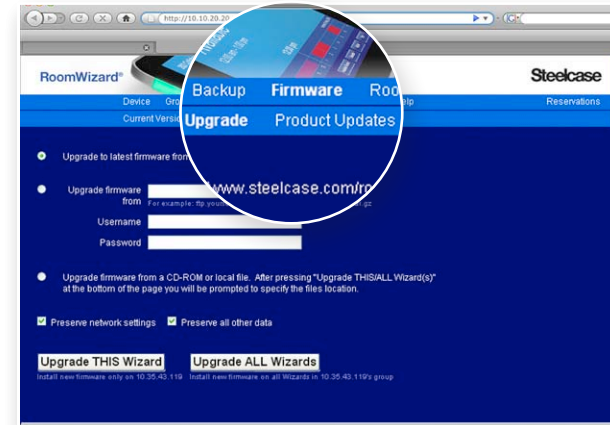 http://10.10.20.20
RoomWizard®
Steelcase
Backup Firmware Roo
Device Gro elp Reservations
Upgrade Product Updates
Current Versi
www.steelcase.com/ro
Upgrade to latest firmware from
Upgrade firmware
from
For example: ftp.you
Username
Password
Upgrade firmware from a CD-ROM or local file. After pressing "Upgrade THIS/ALL Wizard(s)"
at the bottom of the page you will be prompted to specify the files location.
Preserve network settings Preserve all other data
Upgrade THIS Wizard Upgrade ALL Wizards
Install new firmware only on 10.35.43.119 Install new firmware on all Wizards in 10.35.43.119's group